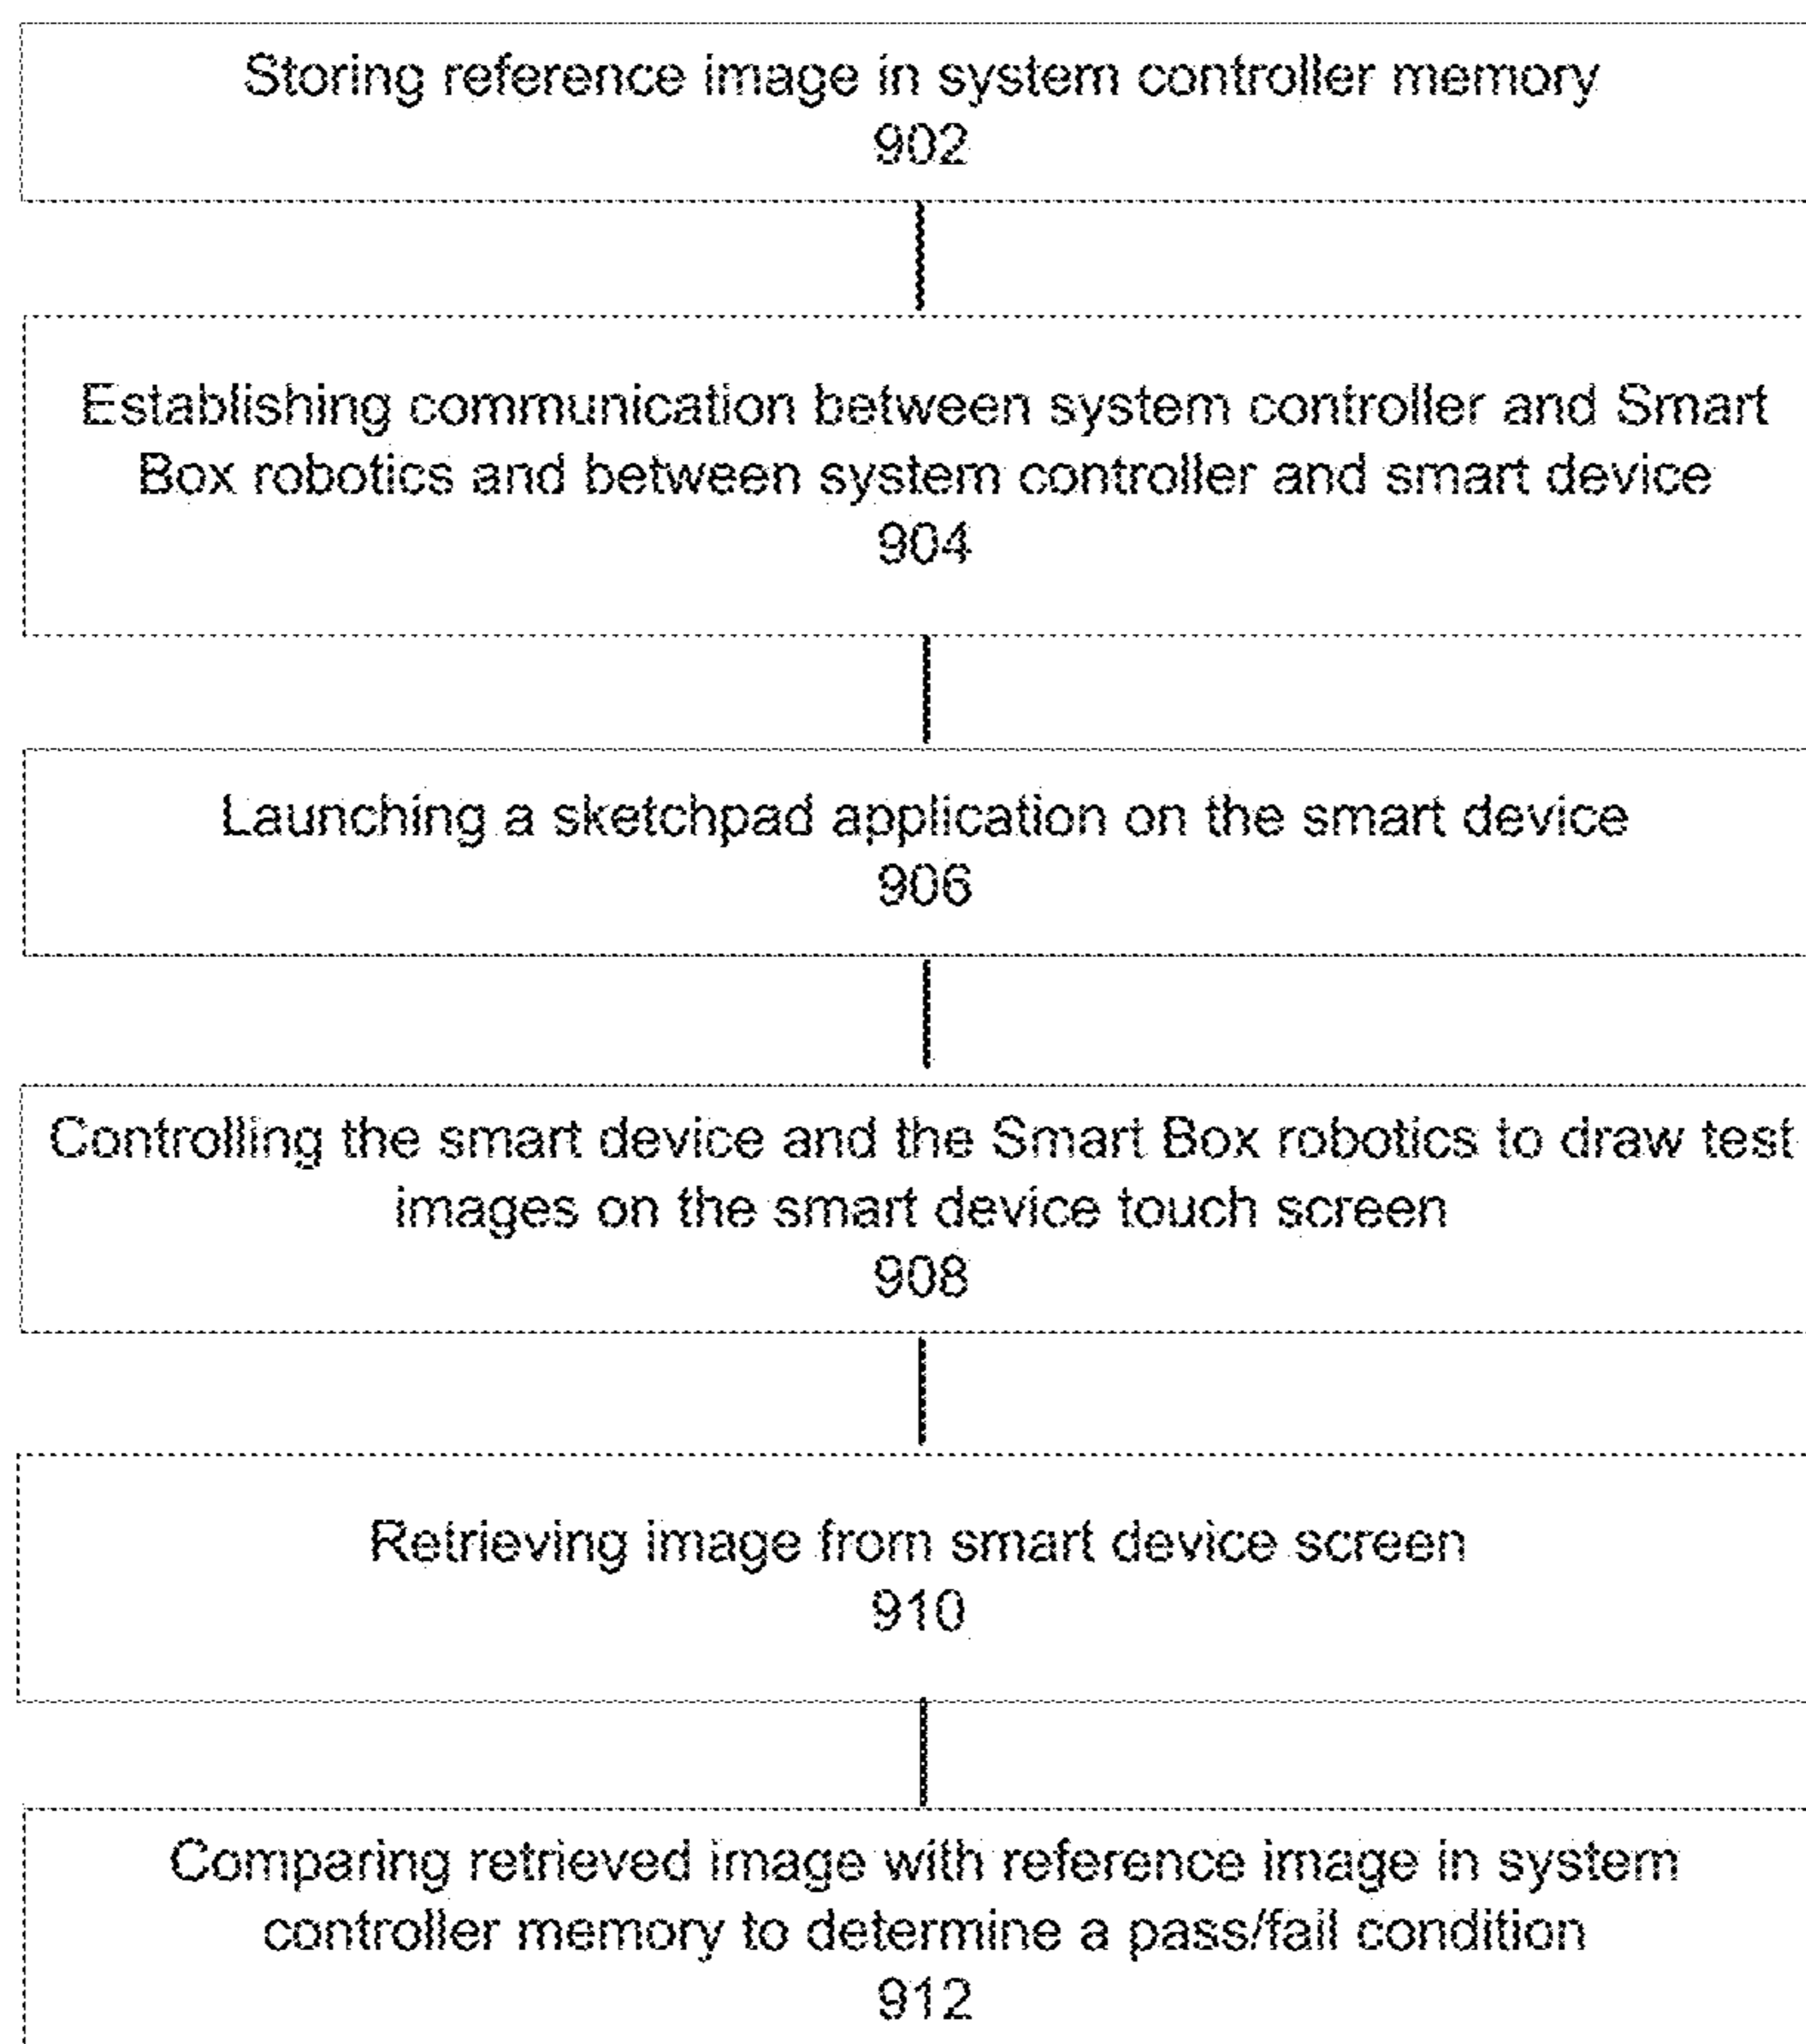 Storing reference image in system controller memory
902
Establishing communication between system controller and Smart
Box robotics and between system controller and smart device
904
Launching a sketchpad application on the smart device
906
Controlling the smart device and the Smart Box robotics to draw test
images on the smart device touch screen
908
Retrieving image from smart device screen
910
Comparing retrieved image with reference image in system
controller memory to determine a pass/fail condition
912